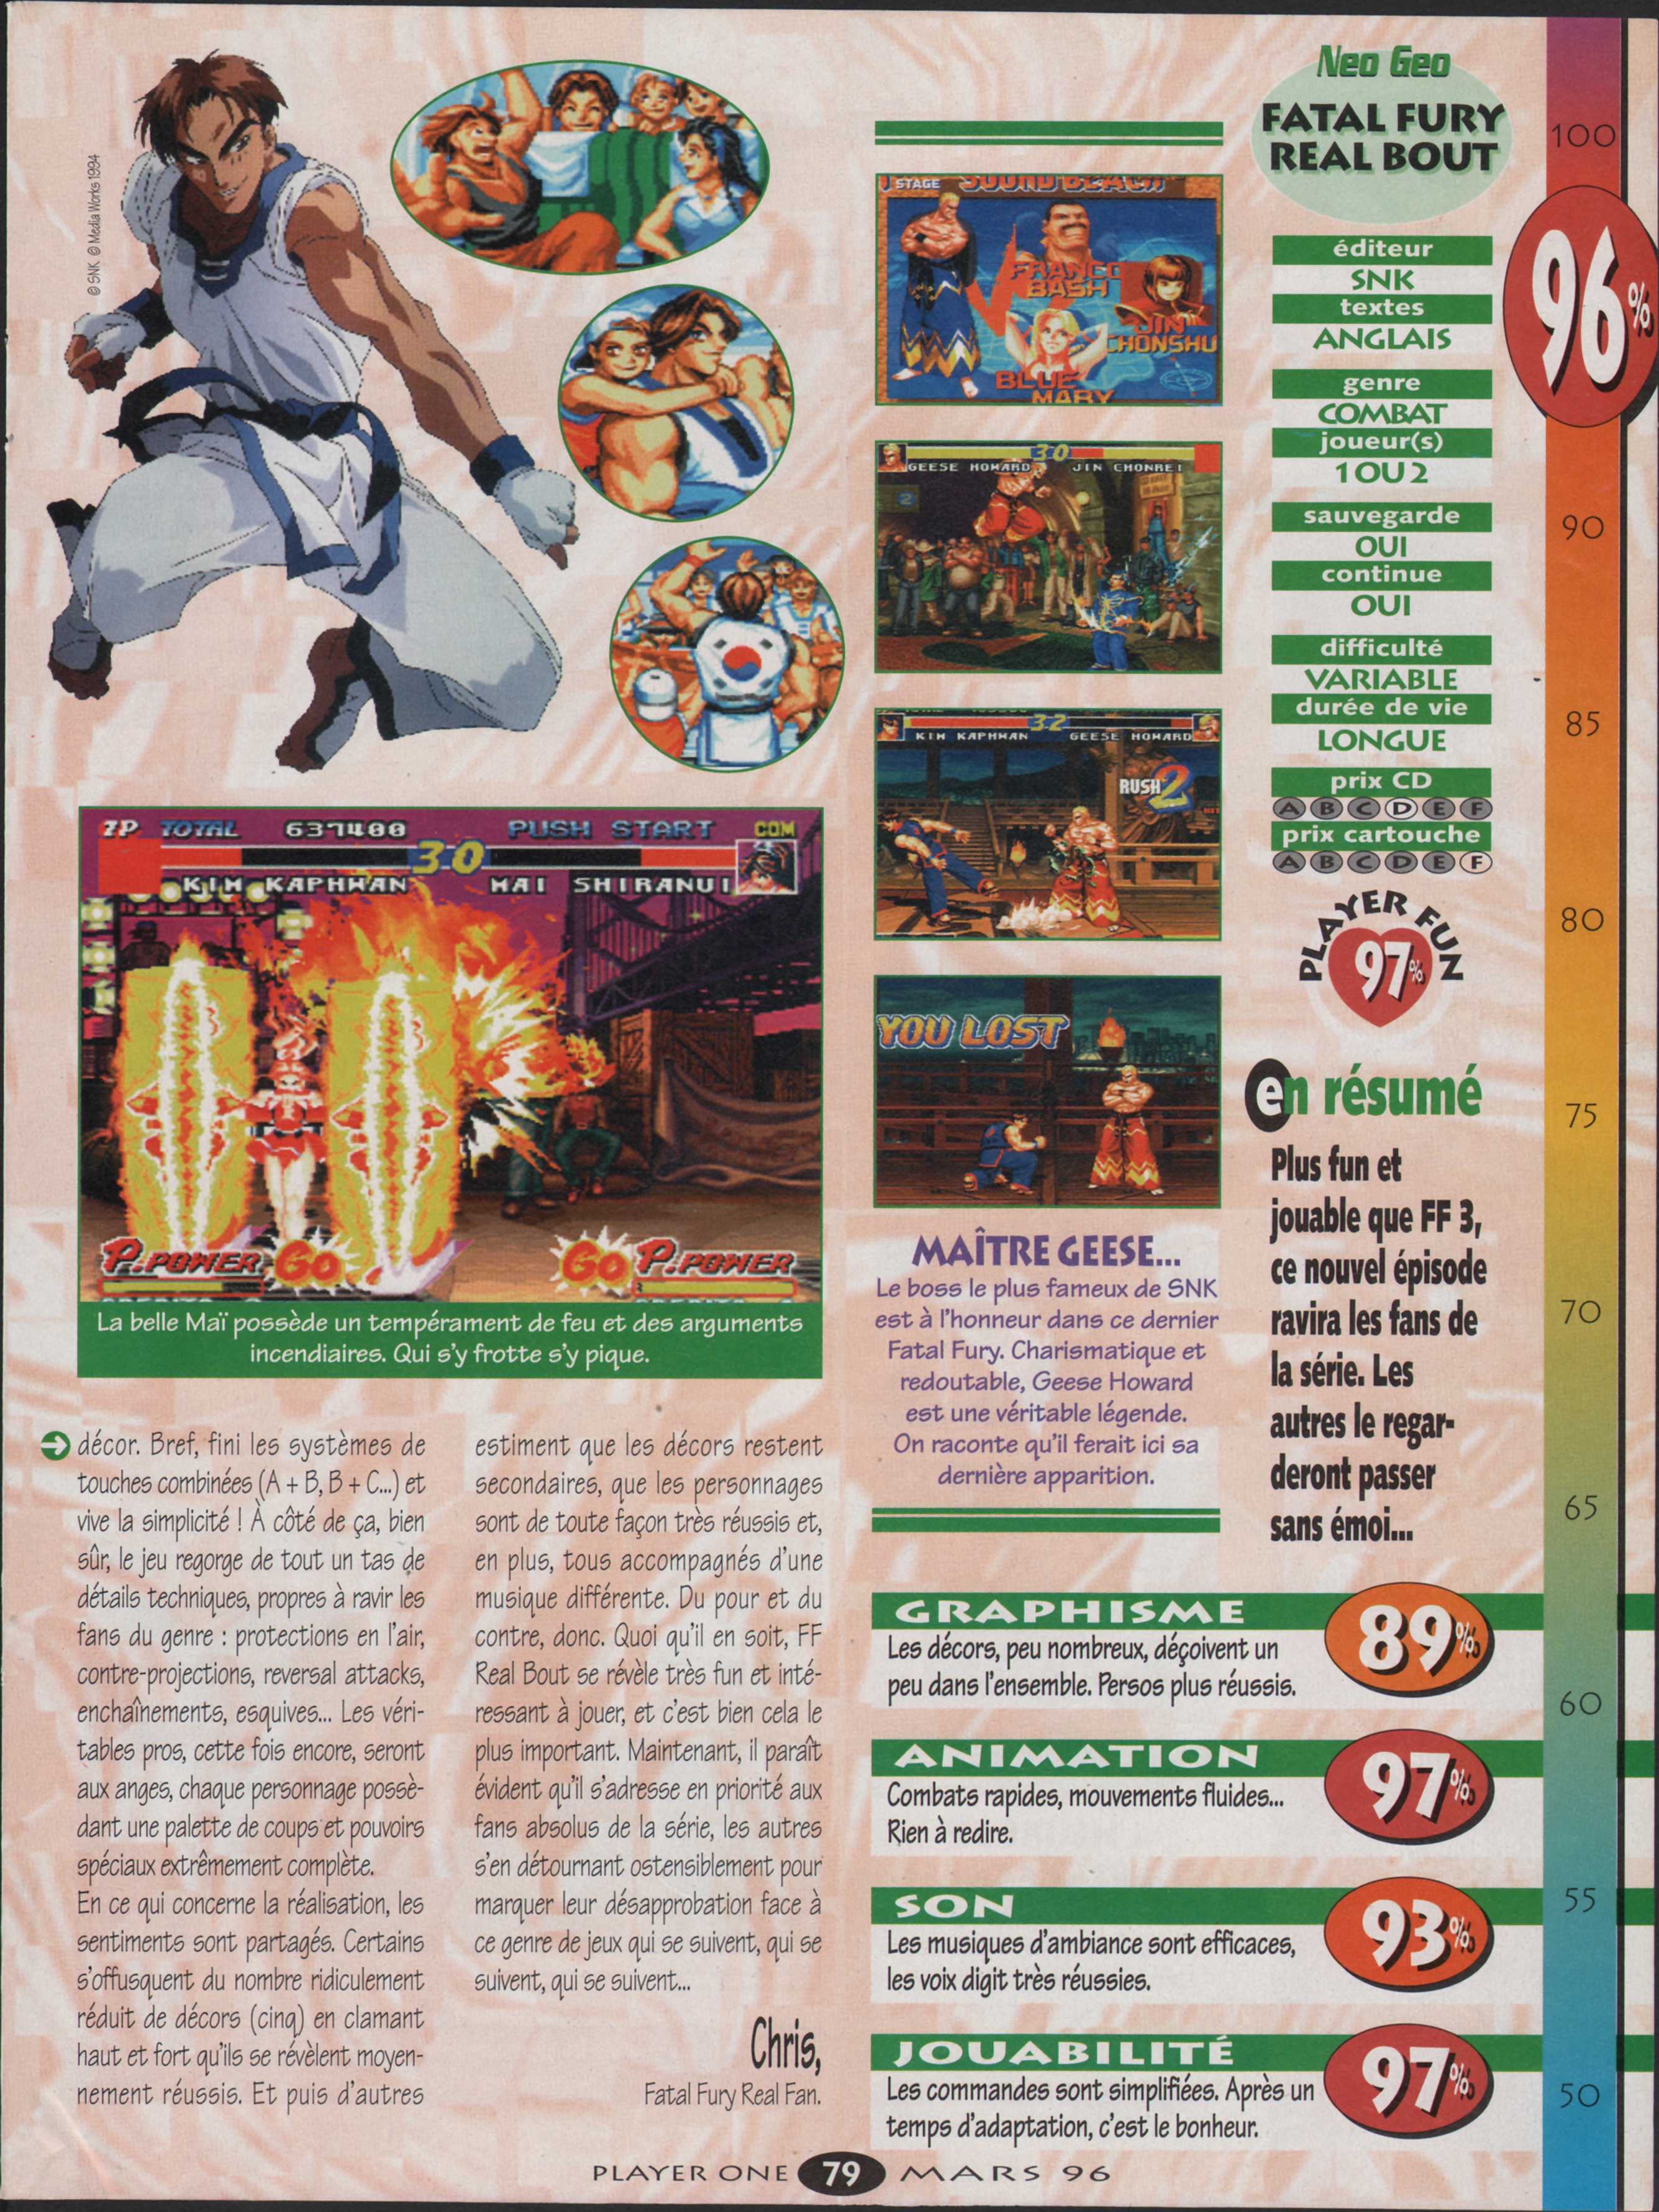 © SNK © Media Works 1994
2P TOTAL 637400 PUSH START COM
30
KIM KAPHWAN MAI SHIRANUI
P.POWER GO
GO P.POWER
La belle Maï possède un tempérament de feu et des arguments
incendiaires. Qui s'y frotte s'y pique.
décor. Bref, fini les systèmes de
touches combinées (A + B, B + C...) et
vive la simplicité ! À côté de ça, bien
sûr, le jeu regorge de tout un tas de
détails techniques, propres à ravir les
fans du genre : protections en l'air,
contre-projections, reversal attacks,
enchaînements, esquives... Les véri-
tables pros, cette fois encore, seront
aux anges, chaque personnage possè-
dant une palette de coups et pouvoirs
spéciaux extrêmement complète.
En ce qui concerne la réalisation, les
sentiments sont partagés. Certains
s'offusquent du nombre ridiculement
réduit de décors (cinq) en clamant
haut et fort qu'ils se révèlent moyen-
nement réussis. Et puis d'autres
estiment que les décors restent
secondaires, que les personnages
sont de toute façon très réussis et,
en plus, tous accompagnés d'une
musique différente. Du pour et du
contre, donc. Quoi qu'il en soit, FF
Real Bout se révèle très fun et inté-
ressant à jouer, et c'est bien cela le
plus important. Maintenant, il paraît
évident qu'il s'adresse en priorité aux
fans absolus de la série, les autres
s'en détournant ostensiblement pour
marquer leur désapprobation face à
ce genre de jeux qui se suivent, qui se
suivent, qui se suivent...
Chris,
Fatal Fury Real Fan.
STAGE SOUND BEACH
FRANCO
BASH
JIN
CHONSHU
BLUE
MARY
30
GEESE HOWARD JIN CHONREI
2
32
KIM KAPHWAN GEESE HOWARD
RUSH 2
YOU LOST
MAÎTRE GEESE...
Le boss le plus fameux de SNK
est à l'honneur dans ce dernier
Fatal Fury. Charismatique et
redoutable, Geese Howard
est une véritable légende.
On raconte qu'il ferait ici sa
dernière apparition.
Neo Geo
FATAL FURY
REAL BOUT
éditeur
SNK
textes
ANGLAIS
genre
COMBAT
joueur(s)
1 OU 2
sauvegarde
OUI
continue
OUI
difficulté
VARIABLE
durée de vie
LONGUE
prix CD
A B C D E F
prix cartouche
A B C D E F
PLAYER FUN
97%
en résumé
Plus fun et
jouable que FF 3,
ce nouvel épisode
ravira les fans de
la série. Les
autres le regar-
deront passer
sans émoi...
100
96%
90
85
80
75
70
65
60
55
50
GRAPHISME
89%
Les décors, peu nombreux, déçoivent un
peu dans l'ensemble. Persos plus réussis.
ANIMATION
97%
Combats rapides, mouvements fluides...
Rien à redire.
SON
93%
Les musiques d'ambiance sont efficaces,
les voix digit très réussies.
JOUABILITÉ
97%
Les commandes sont simplifiées. Après un
temps d'adaptation, c'est le bonheur.
PLAYER ONE 79 MARS 96